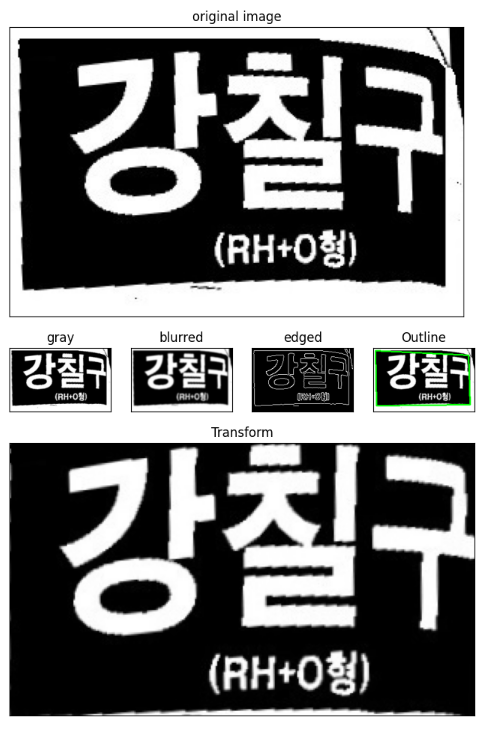 original image
강칠구
(RH+O형)
gray
blurred
edged
Outline
강칠구
(RH+O형)
강칠구
(RH+O형)
강칠구
(RH+O형)
강칠구
(RH+O형)
Transform
강칠구
(RH+O형)